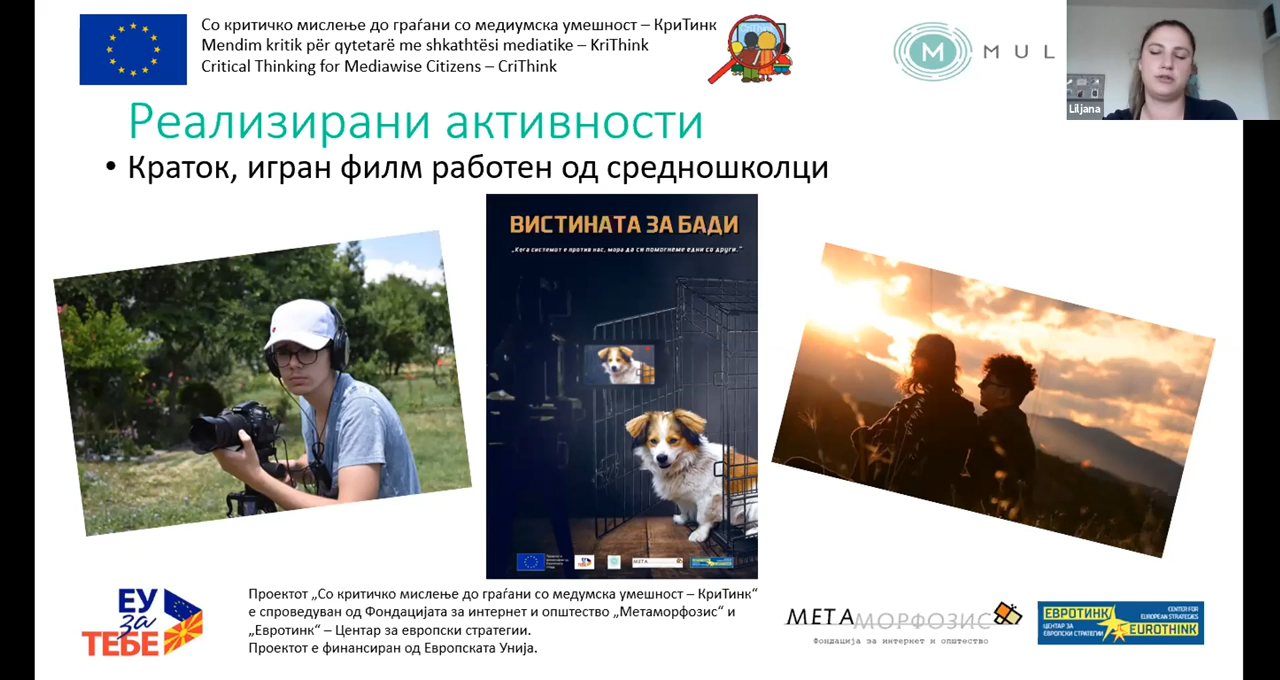 Со критичко мислење до граѓани со медиумска умешност – КриТинк
Mendim kritik për qytetarë me shkathtësi mediatike – KriThink
Critical Thinking for Mediawise Citizens – CriThink
M
MUL
Liljana
Реализирани активности
• Краток, игран филм работен од средношколци
ВИСТИНАТА ЗА БАДИ
„Кога системот е против нас, мора да си помогнеме едни со други.“
ЕУ
за
ТЕБЕ
Проектот „Со критичко мислење до граѓани со медумска умешност – КриТинк“
е спроведуван од Фондацијата за интернет и општество „Метаморфозис“ и
„Евротинк“ – Центар за европски стратегии.
Проектот е финансиран од Европската Унија.
МЕТАМОРФОЗИС
Фондација за интернет и општество
ЕВРОТИНК
ЦЕНТАР ЗА
ЕВРОПСКИ СТРАТЕГИИ
CENTER FOR
EUROPEAN STRATEGIES
EUROTHINK